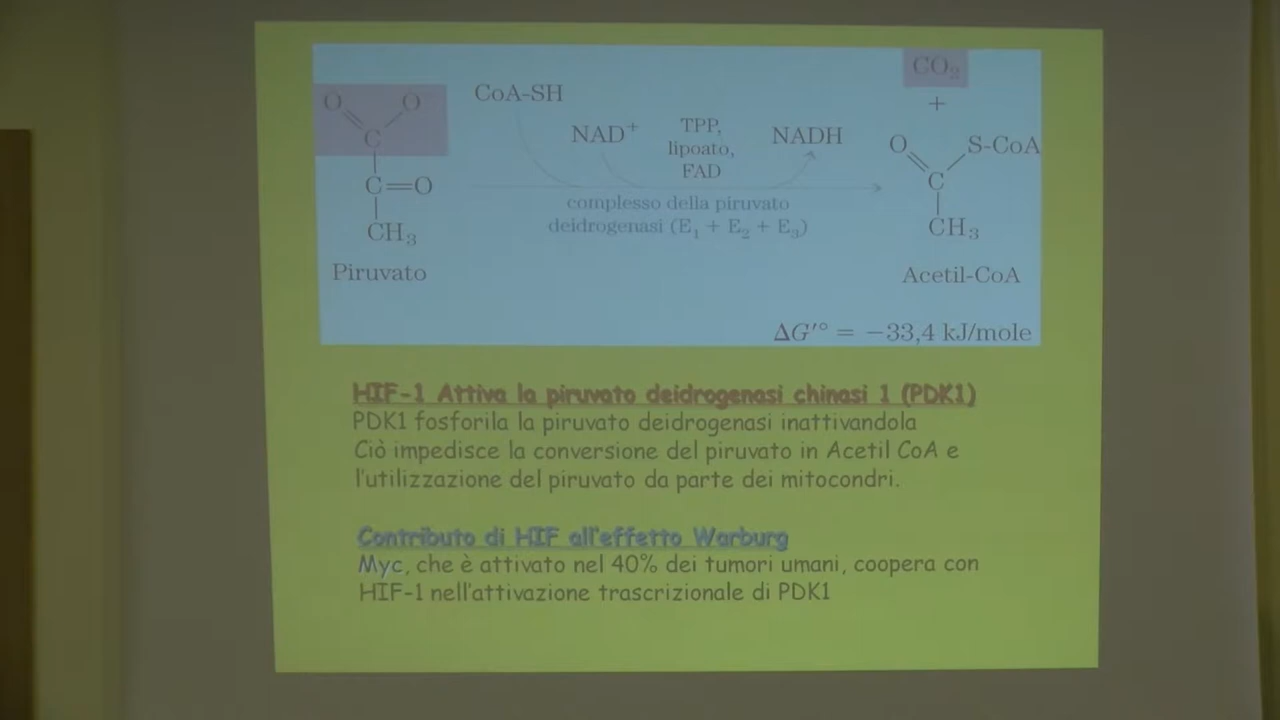 CO₂
+
O O
CoA-SH
NAD⁺ TPP, NADH
lipoato,
FAD
C
O S-CoA
C=O
C
complesso della piruvato
deidrogenasi (E₁ + E₂ + E₃)
CH₃
CH₃
Piruvato
Acetil-CoA
ΔG′° = −33,4 kJ/mole
HIF-1 Attiva la piruvato deidrogenasi chinasi 1 (PDK1)
PDK1 fosforila la piruvato deidrogenasi inattivandola
Ciò impedisce la conversione del piruvato in Acetil CoA e
l'utilizzazione del piruvato da parte dei mitocondri.
Contributo di HIF all'effetto Warburg
Myc, che è attivato nel 40% dei tumori umani, coopera con
HIF-1 nell'attivazione trascrizionale di PDK1